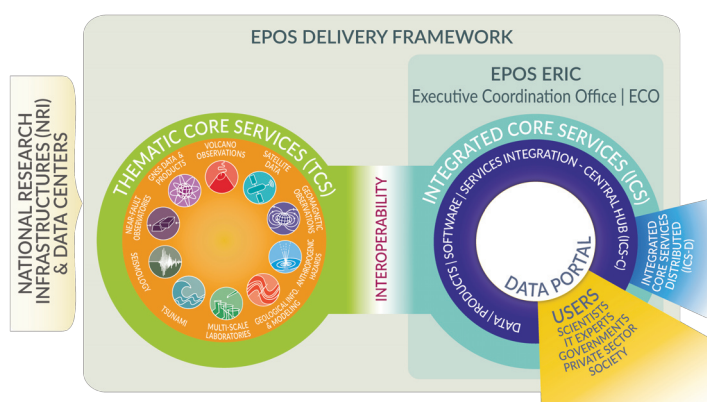 EPOS DELIVERY FRAMEWORK
EPOS ERIC
Executive Coordination Office | ECO
NATIONAL RESEARCH
INFRASTRUCTURES (NRI)
& DATA CENTERS
THEMATIC CORE SERVICES (TCS)
VOLCANO
OBSERVATIONS
SATELLITE
DATA
GEOMAGNETIC
OBSERVATIONS
ANTHROPOGENIC
HAZARDS
GEOLOGICAL INFO.
& MODELING
MULTI-SCALE
LABORATORIES
TSUNAMI
SEISMOLOGY
NEAR-FAULT
OBSERVATORIES
GNSS DATA &
PRODUCTS
INTEROPERABILITY
INTEGRATED CORE SERVICES (ICS)
DATA | PRODUCTS | SOFTWARE | SERVICES INTEGRATION - CENTRAL HUB (ICS-C)
DATA PORTAL
INTEGRATED
CORE SERVICES
DISTRIBUTED
(ICS-D)
USERS
SCIENTISTS
IT EXPERTS
GOVERNMENTS
PRIVATE SECTOR
SOCIETY